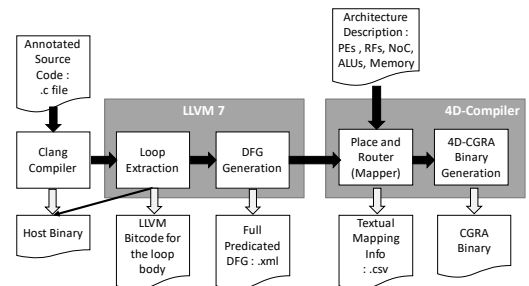 Annotated
Source
Code :
.c file
Architecture
Description :
PEs , RFs, NoC,
ALUs, Memory
LLVM 7
4D-Compiler
Clang
Compiler
Loop
Extraction
DFG
Generation
Place and
Router
(Mapper)
4D-CGRA
Binary
Generation
Host Binary
LLVM
Bitcode for
the loop
body
Full
Predicated
DFG : .xml
Textual
Mapping
Info
: .csv
CGRA
Binary